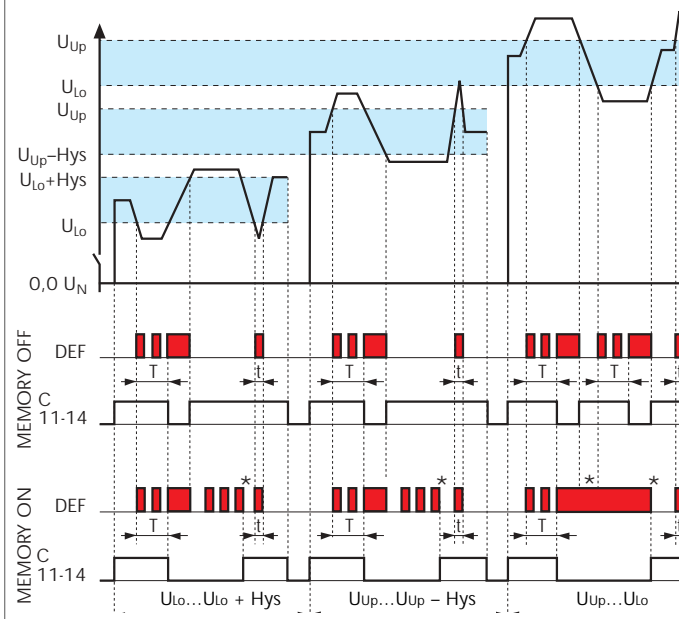 UUp
ULo
UUp
UUp–Hys
ULo+Hys
ULo
0,0 UN
MEMORY OFF
DEF
T t T t T T t
C
11-14
MEMORY ON
DEF
* * * *
T t T t T t
C
11-14
ULo...ULo + Hys UUp...UUp – Hys UUp...ULo